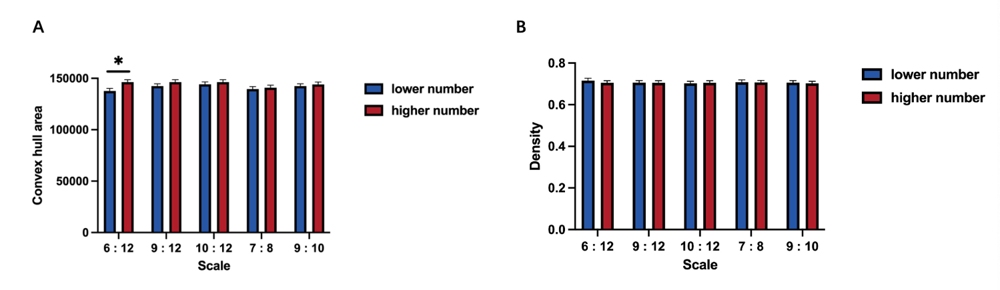 A
*
150000
100000
50000
0
Convex hull area
6 : 12 9 : 12 10 : 12 7 : 8 9 : 10
Scale
lower number
higher number
B
0.8
0.6
0.4
0.2
0.0
Density
6 : 12 9 : 12 10 : 12 7 : 8 9 : 10
Scale
lower number
higher number